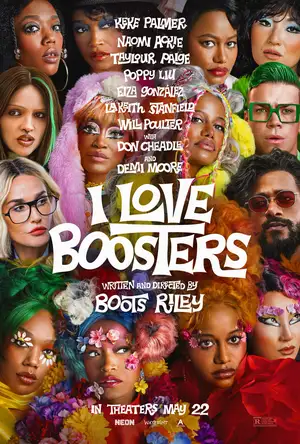 KEKE PALMER
NAOMI ACKIE
TAYLOUR PAIGE
POPPY LIU
EIZA GONZÁLEZ
LAKEITH STANFIELD
WILL POULTER
WITH
DON CHEADLE
AND
DEMI MOORE
I LOVE
BOOSTERS
WRITTEN AND DIRECTED BY
BOOTS RILEY
IN THEATERS MAY 22
NEON